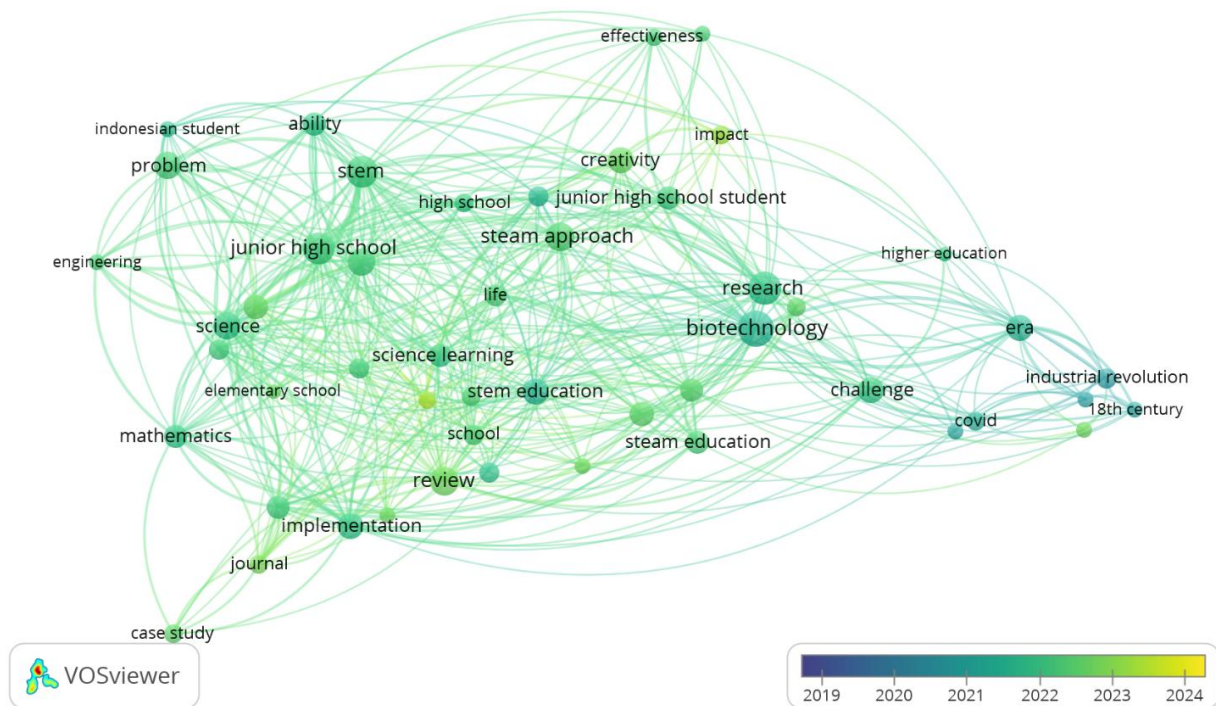 effectiveness
indonesian student
ability
impact
problem
stem
creativity
high school
junior high school student
junior high school
steam approach
higher education
engineering
life
research
science
biotechnology
era
science learning
industrial revolution
elementary school
stem education
challenge
18th century
mathematics
school
steam education
covid
review
implementation
journal
case study
VOSviewer
2019 2020 2021 2022 2023 2024